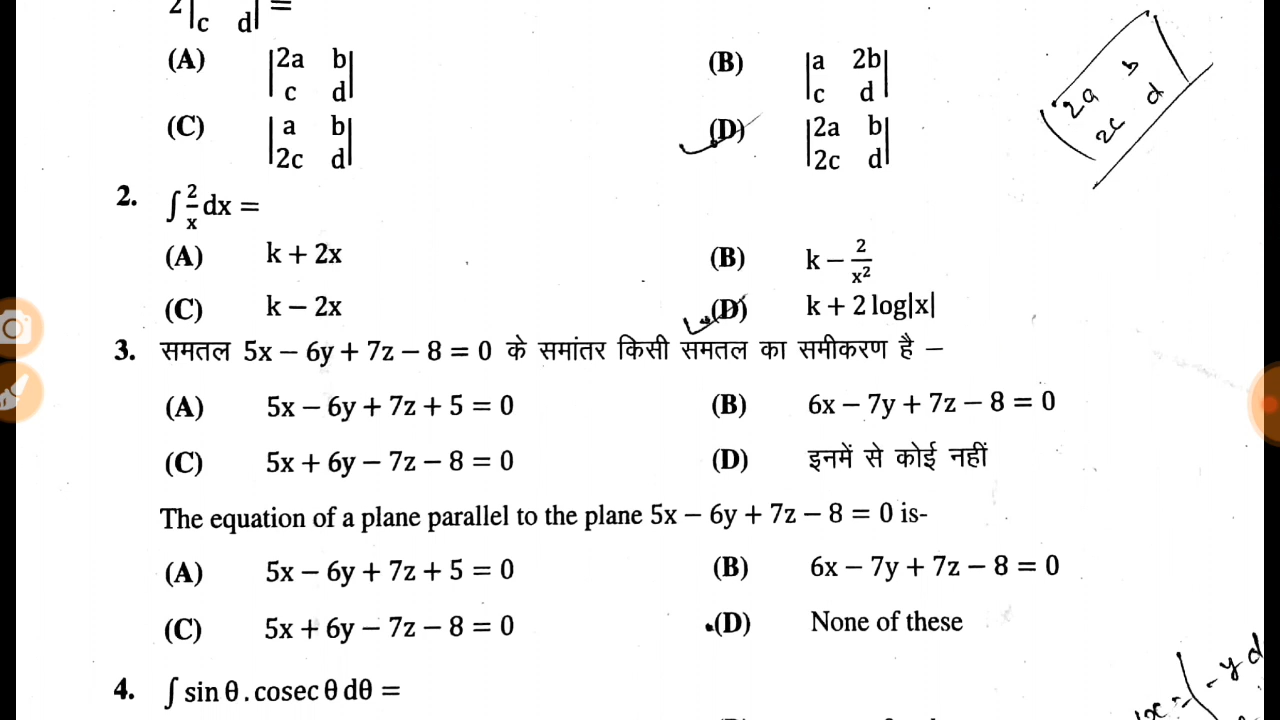 2|c d| =
(A) |2a b|
|c d|
(B) |a 2b|
|c d|
(C) |a b|
|2c d|
(D) |2a b|
|2c d|
2a b
2c d
2. ∫ 2/x dx =
(A) k + 2x
(B) k − 2/x²
(C) k − 2x
(D) k + 2 log|x|
3. समतल 5x − 6y + 7z − 8 = 0 के समांतर किसी समतल का समीकरण है −
(A) 5x − 6y + 7z + 5 = 0
(B) 6x − 7y + 7z − 8 = 0
(C) 5x + 6y − 7z − 8 = 0
(D) इनमें से कोई नहीं
The equation of a plane parallel to the plane 5x − 6y + 7z − 8 = 0 is-
(A) 5x − 6y + 7z + 5 = 0
(B) 6x − 7y + 7z − 8 = 0
(C) 5x + 6y − 7z − 8 = 0
(D) None of these
4. ∫ sin θ . cosec θ dθ =